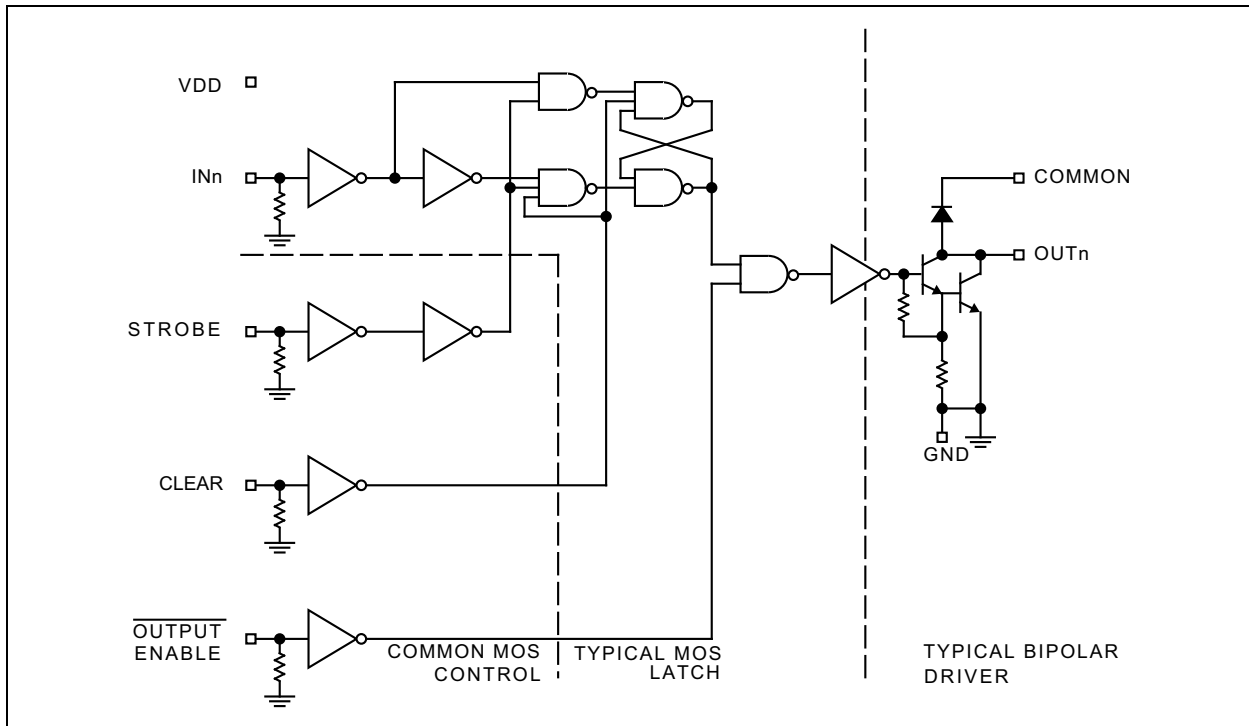 VDD
INn
COMMON
OUTn
STROBE
GND
CLEAR
OUTPUT
ENABLE
COMMON MOS
CONTROL
TYPICAL MOS
LATCH
TYPICAL BIPOLAR
DRIVER